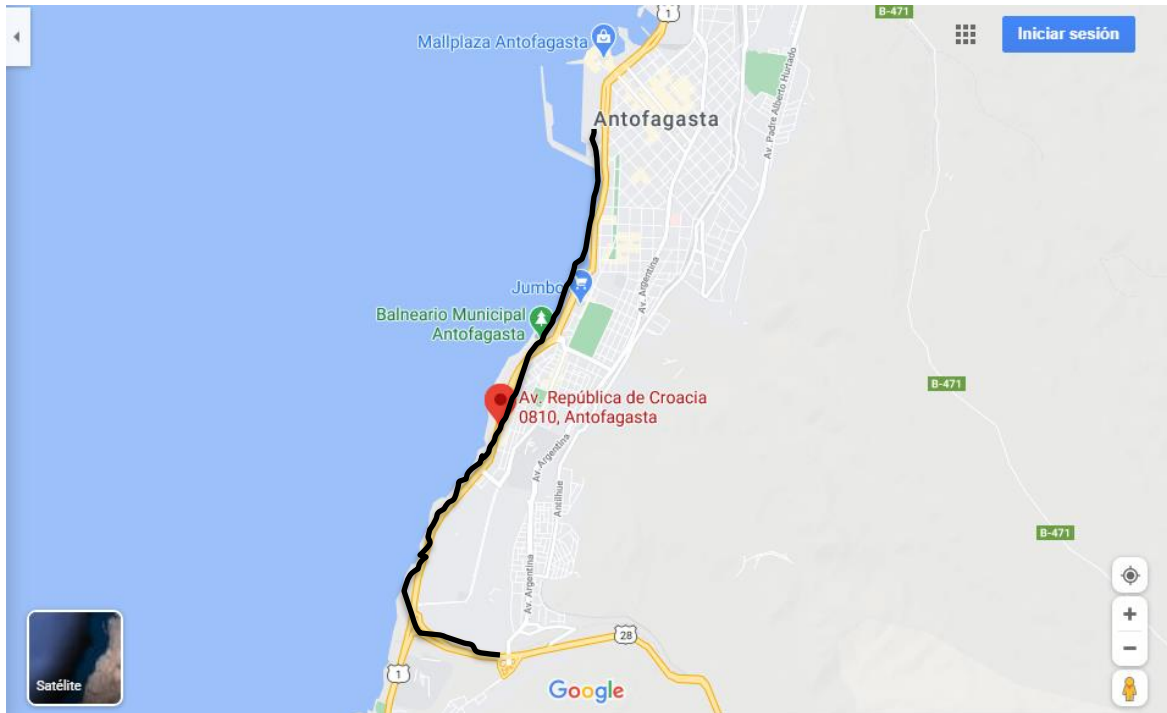 1
B-471
Iniciar sesión
Mallplaza Antofagasta
Antofagasta
Av. Padre Alberto Hurtado
Av. Argentina
Jumbo
Balneario Municipal
Antofagasta
B-471
Av. República de Croacia
0810, Antofagasta
Av. Argentina
Antilhue
B-471
Av. Argentina
28
1
Satélite
Google